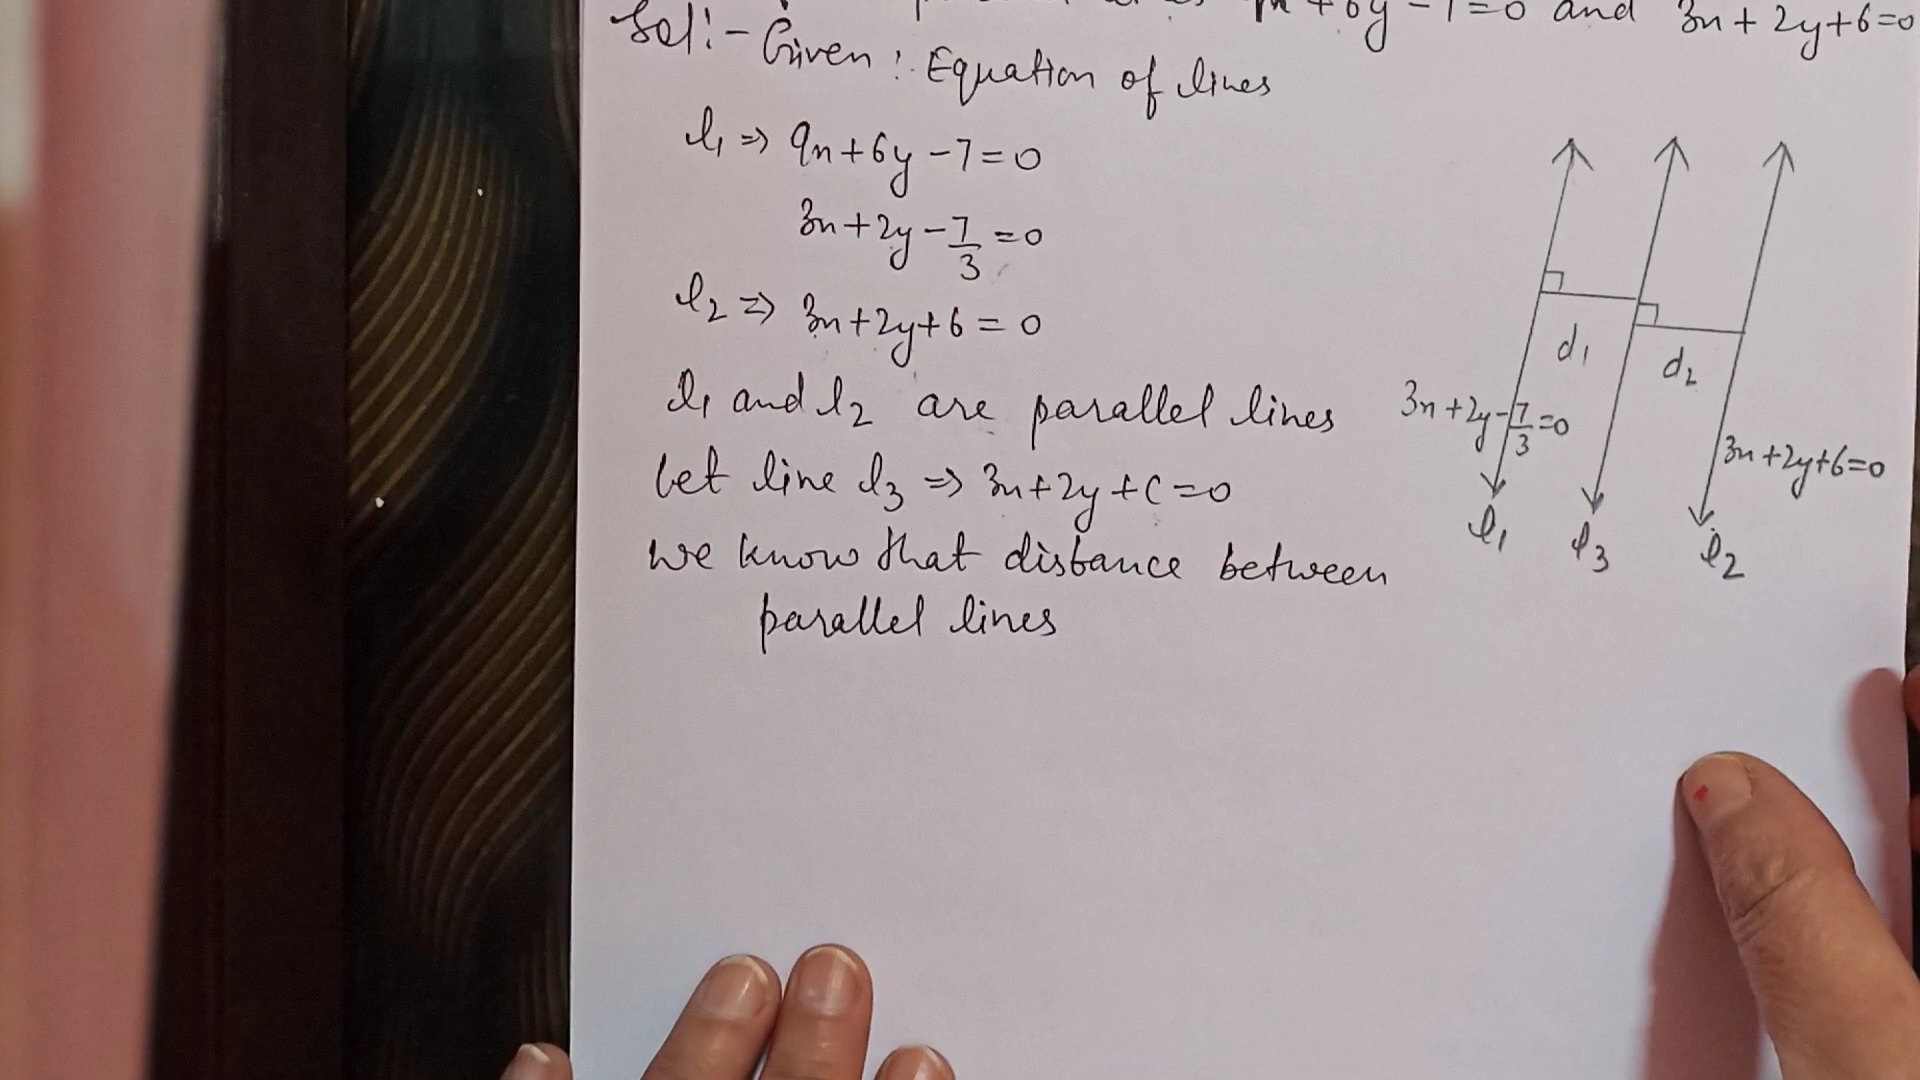 +6y-7=0 and 3x+2y+6=0
Sol:- Given: Equation of lines
l₁ => 9x+6y-7=0
3x+2y-7/3=0
l₂ => 3x+2y+6=0
l₁ and l₂ are parallel lines
Let line l₃ => 3x+2y+C=0
We know that distance between
parallel lines
d₁
d₂
3x+2y-7/3=0
3x+2y+6=0
l₁
l₃
l₂